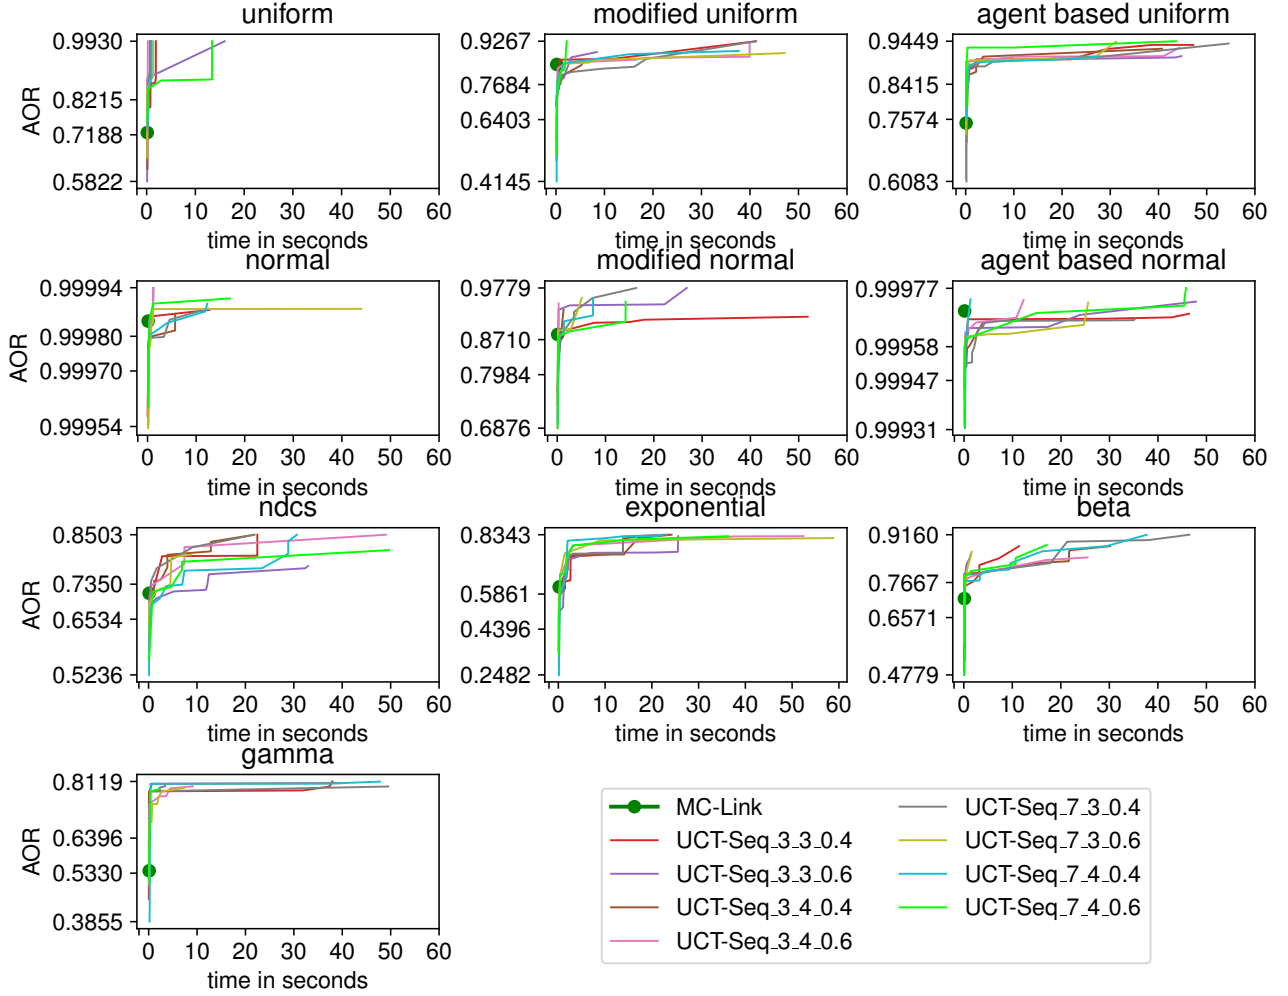 uniform
modified uniform
agent based uniform
AOR
0.9930
0.8215
0.7188
0.5822
0 10 20 30 40 50 60
time in seconds
0.9267
0.7684
0.6403
0.4145
0 10 20 30 40 50 60
time in seconds
0.9449
0.8415
0.7574
0.6083
0 10 20 30 40 50 60
time in seconds
normal
modified normal
agent based normal
AOR
0.99994
0.99980
0.99970
0.99954
0 10 20 30 40 50 60
time in seconds
0.9779
0.8710
0.7984
0.6876
0 10 20 30 40 50 60
time in seconds
0.99977
0.99958
0.99947
0.99931
0 10 20 30 40 50 60
time in seconds
ndcs
exponential
beta
AOR
0.8503
0.7350
0.6534
0.5236
0 10 20 30 40 50 60
time in seconds
0.8343
0.5861
0.4396
0.2482
0 10 20 30 40 50 60
time in seconds
0.9160
0.7667
0.6571
0.4779
0 10 20 30 40 50 60
time in seconds
gamma
AOR
0.8119
0.6396
0.5330
0.3855
0 10 20 30 40 50 60
time in seconds
MC-Link
UCT-Seq_3_3_0.4
UCT-Seq_3_3_0.6
UCT-Seq_3_4_0.4
UCT-Seq_3_4_0.6
UCT-Seq_7_3_0.4
UCT-Seq_7_3_0.6
UCT-Seq_7_4_0.4
UCT-Seq_7_4_0.6